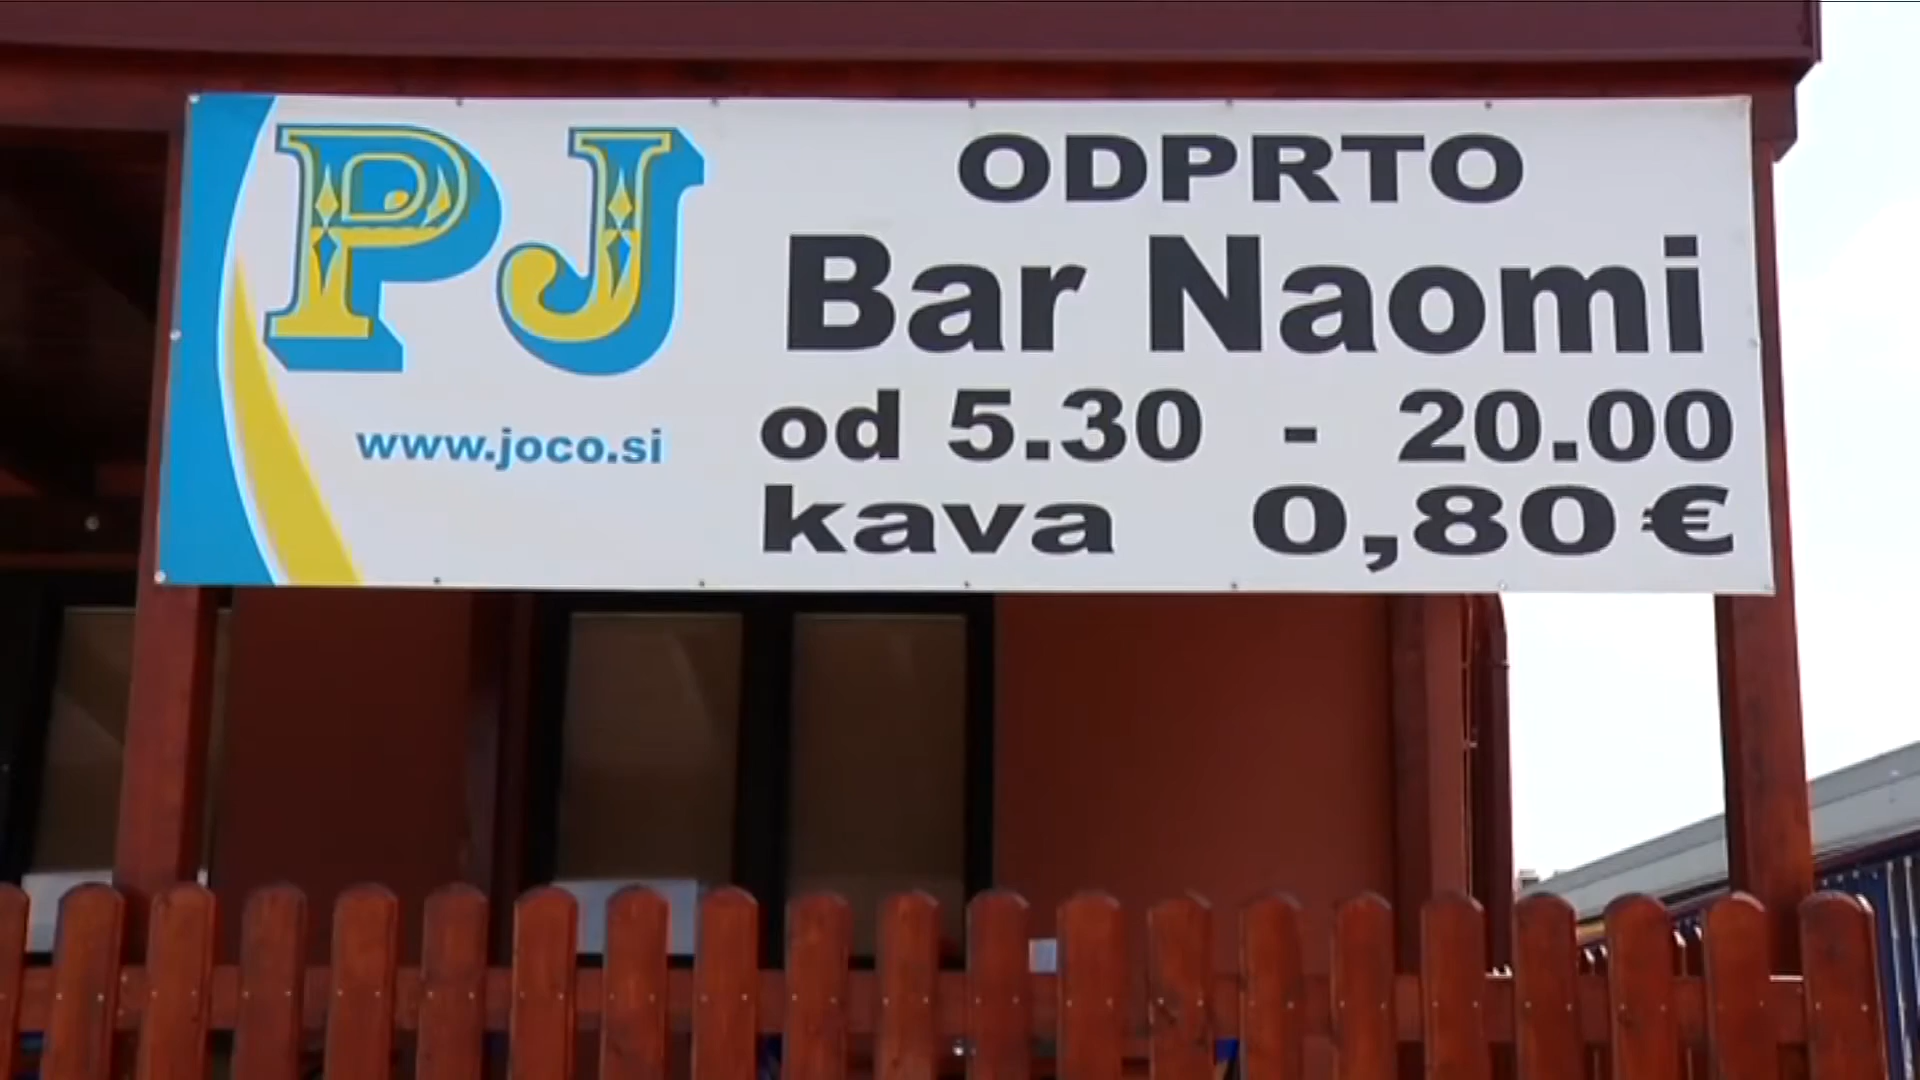 PJ
www.joco.si
ODPRTO
Bar Naomi
od 5.30 - 20.00
kava 0,80€